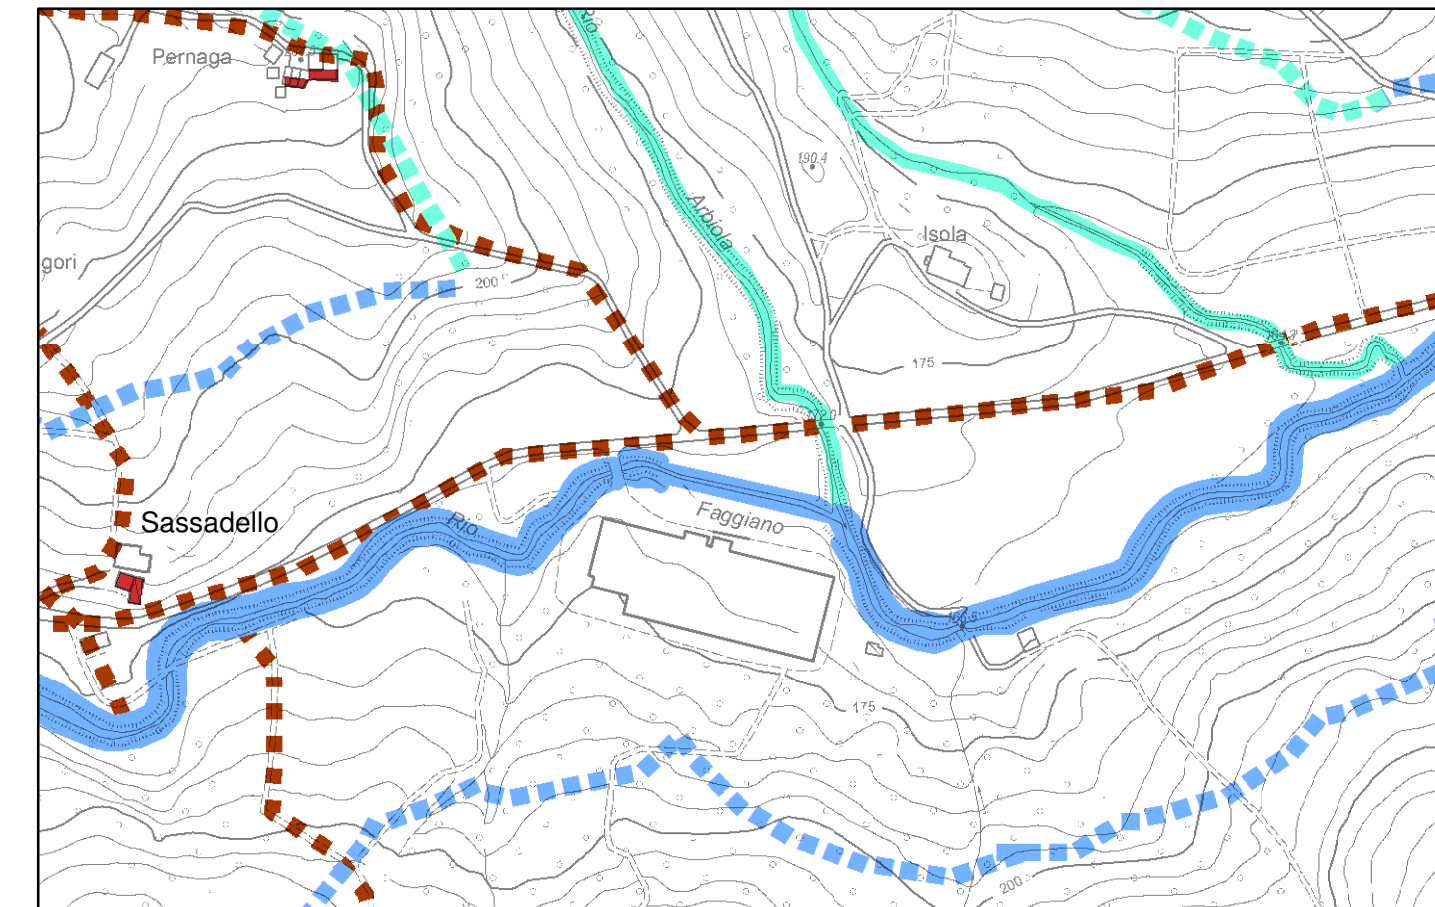 Pernaga
Rio
190.4
Arbiola
Isola
gori
200
175
Sassadello
Rio
Faggiano
175
200